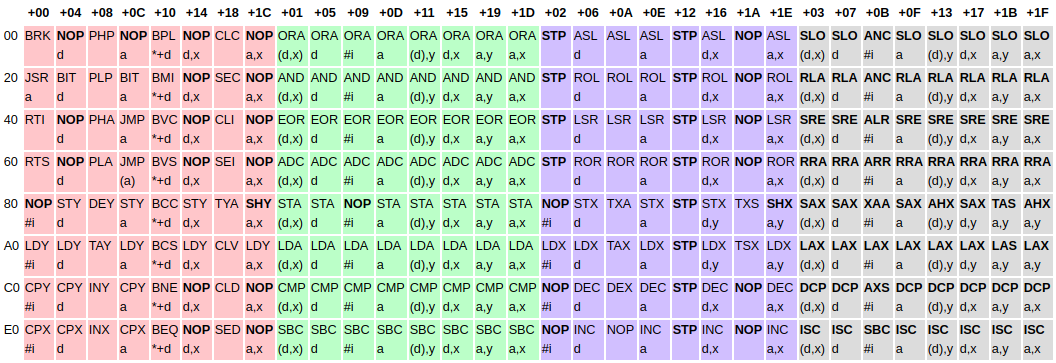 +00 +04 +08 +0C +10 +14 +18 +1C +01 +05 +09 +0D +11 +15 +19 +1D +02 +06 +0A +0E +12 +16 +1A +1E +03 +07 +0B +0F +13 +17 +1B +1F
00 BRK NOP PHP NOP BPL NOP CLC NOP ORA ORA ORA ORA ORA ORA ORA ORA STP ASL ASL ASL STP ASL NOP ASL SLO SLO ANC SLO SLO SLO SLO SLO
d a *+d d,x a,x (d,x) d #i a (d),y d,x a,y a,x d a d,x a,x (d,x) d #i a (d),y d,x a,y a,x
20 JSR BIT PLP BIT BMI NOP SEC NOP AND AND AND AND AND AND AND AND STP ROL ROL ROL STP ROL NOP ROL RLA RLA ANC RLA RLA RLA RLA RLA
a d a *+d d,x a,x (d,x) d #i a (d),y d,x a,y a,x d a d,x a,x (d,x) d #i a (d),y d,x a,y a,x
40 RTI NOP PHA JMP BVC NOP CLI NOP EOR EOR EOR EOR EOR EOR EOR EOR STP LSR LSR LSR STP LSR NOP LSR SRE SRE ALR SRE SRE SRE SRE SRE
d a *+d d,x a,x (d,x) d #i a (d),y d,x a,y a,x d a d,x a,x (d,x) d #i a (d),y d,x a,y a,x
60 RTS NOP PLA JMP BVS NOP SEI NOP ADC ADC ADC ADC ADC ADC ADC ADC STP ROR ROR ROR STP ROR NOP ROR RRA RRA ARR RRA RRA RRA RRA RRA
d (a) *+d d,x a,x (d,x) d #i a (d),y d,x a,y a,x d a d,x a,x (d,x) d #i a (d),y d,x a,y a,x
80 NOP STY DEY STY BCC STY TYA SHY STA STA NOP STA STA STA STA STA NOP STX TXA STX STP STX TXS SHX SAX SAX XAA SAX AHX SAX TAS AHX
#i d a *+d d,x a,x (d,x) d #i a (d),y d,x a,y a,x #i d a d,y a,y (d,x) d #i a (d),y d,y a,y a,y
A0 LDY LDY TAY LDY BCS LDY CLV LDY LDA LDA LDA LDA LDA LDA LDA LDA LDX LDX TAX LDX STP LDX TSX LDX LAX LAX LAX LAX LAX LAX LAS LAX
#i d a *+d d,x a,x (d,x) d #i a (d),y d,x a,y a,x #i d a d,y a,y (d,x) d #i a (d),y d,y a,y a,y
C0 CPY CPY INY CPY BNE NOP CLD NOP CMP CMP CMP CMP CMP CMP CMP CMP NOP DEC DEX DEC STP DEC NOP DEC DCP DCP AXS DCP DCP DCP DCP DCP
#i d a *+d d,x a,x (d,x) d #i a (d),y d,x a,y a,x #i d a d,x a,x (d,x) d #i a (d),y d,x a,y a,x
E0 CPX CPX INX CPX BEQ NOP SED NOP SBC SBC SBC SBC SBC SBC SBC SBC NOP INC NOP INC STP INC NOP INC ISC ISC SBC ISC ISC ISC ISC ISC
#i d a *+d d,x a,x (d,x) d #i a (d),y d,x a,y a,x #i d a d,x a,x (d,x) d #i a (d),y d,x a,y a,x